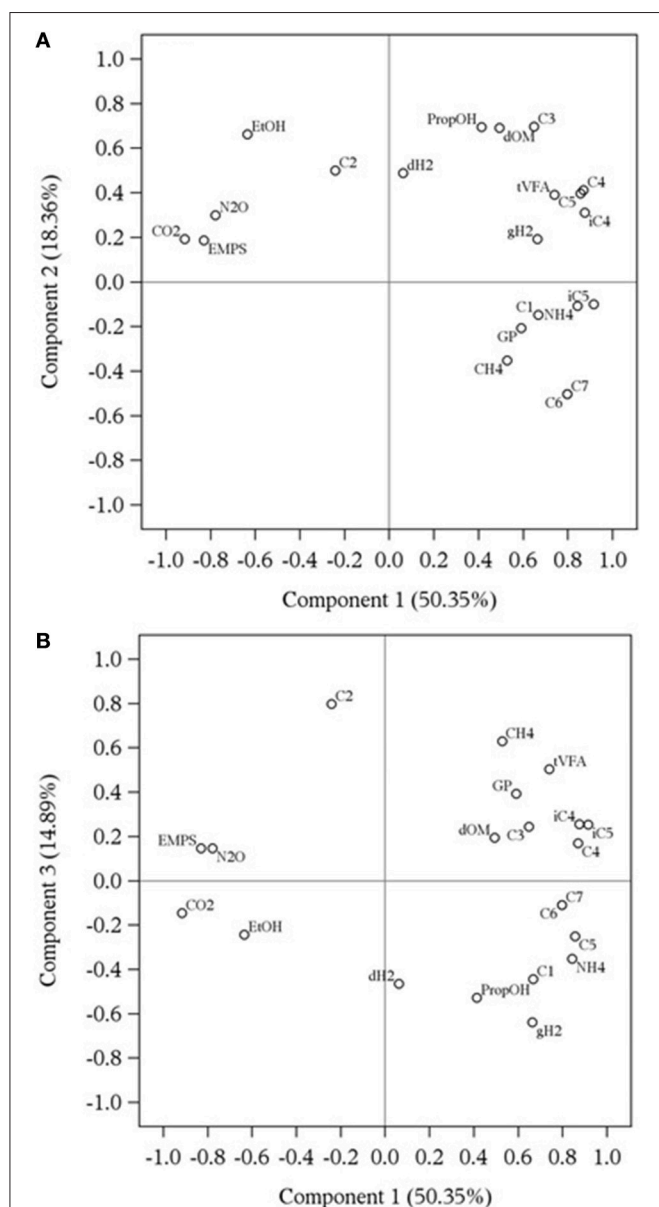 A
1.0
0.8
0.6
0.4
0.2
0.0
-0.2
-0.4
-0.6
-0.8
-1.0
Component 2 (18.36%)
EtOH
C2
dH2
PropOH
dOM
C3
tVFA
C4
C5
iC4
gH2
N2O
CO2
EMPS
C1
NH4
iC5
GP
CH4
C7
C6
-1.0 -0.8 -0.6 -0.4 -0.2 0.0 0.2 0.4 0.6 0.8 1.0
Component 1 (50.35%)
B
1.0
0.8
0.6
0.4
0.2
0.0
-0.2
-0.4
-0.6
-0.8
-1.0
Component 3 (14.89%)
C2
CH4
tVFA
GP
EMPS
N2O
dOM
C3
iC4
iC5
C4
CO2
EtOH
C7
C6
C5
NH4
dH2
PropOH
C1
gH2
-1.0 -0.8 -0.6 -0.4 -0.2 0.0 0.2 0.4 0.6 0.8 1.0
Component 1 (50.35%)